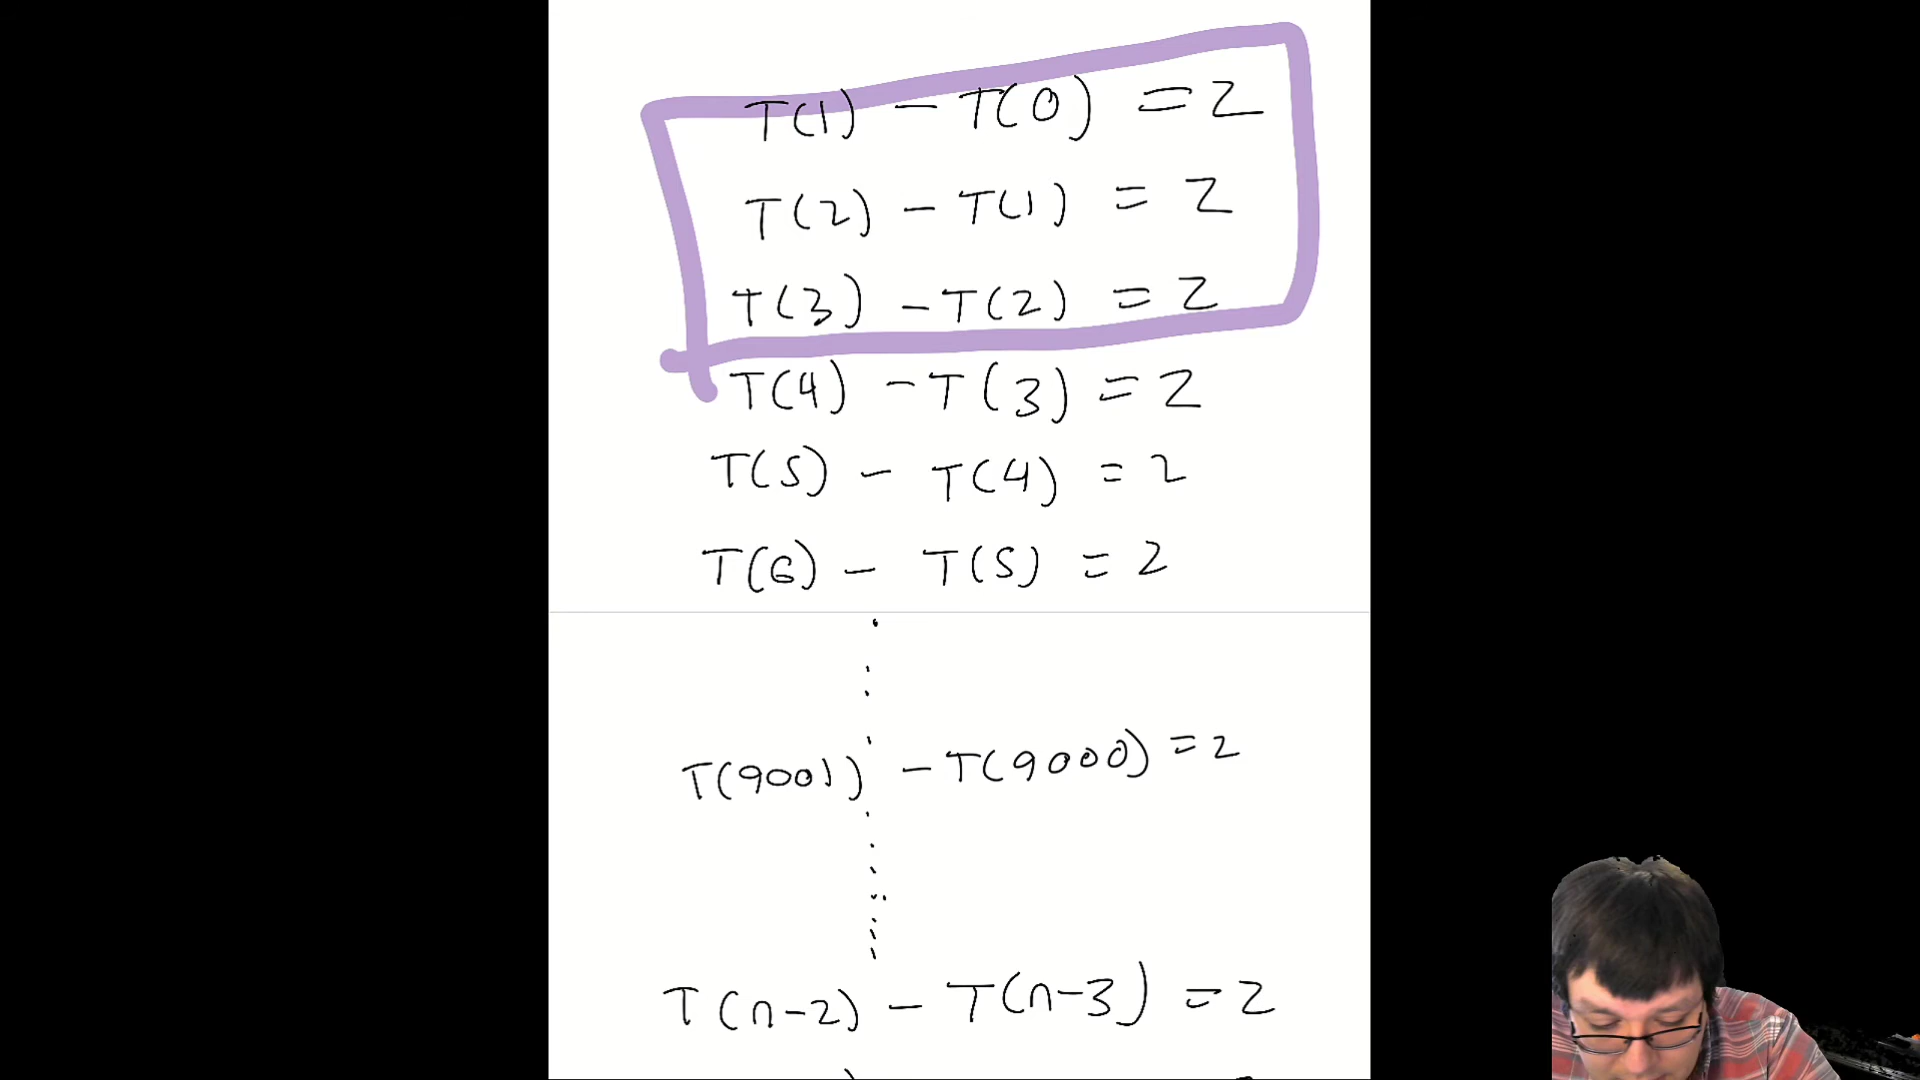 T(1) - T(0) = 2
T(2) - T(1) = 2
T(3) - T(2) = 2
T(4) - T(3) = 2
T(5) - T(4) = 2
T(6) - T(5) = 2
T(9001) - T(9000) = 2
T(n-2) - T(n-3) = 2